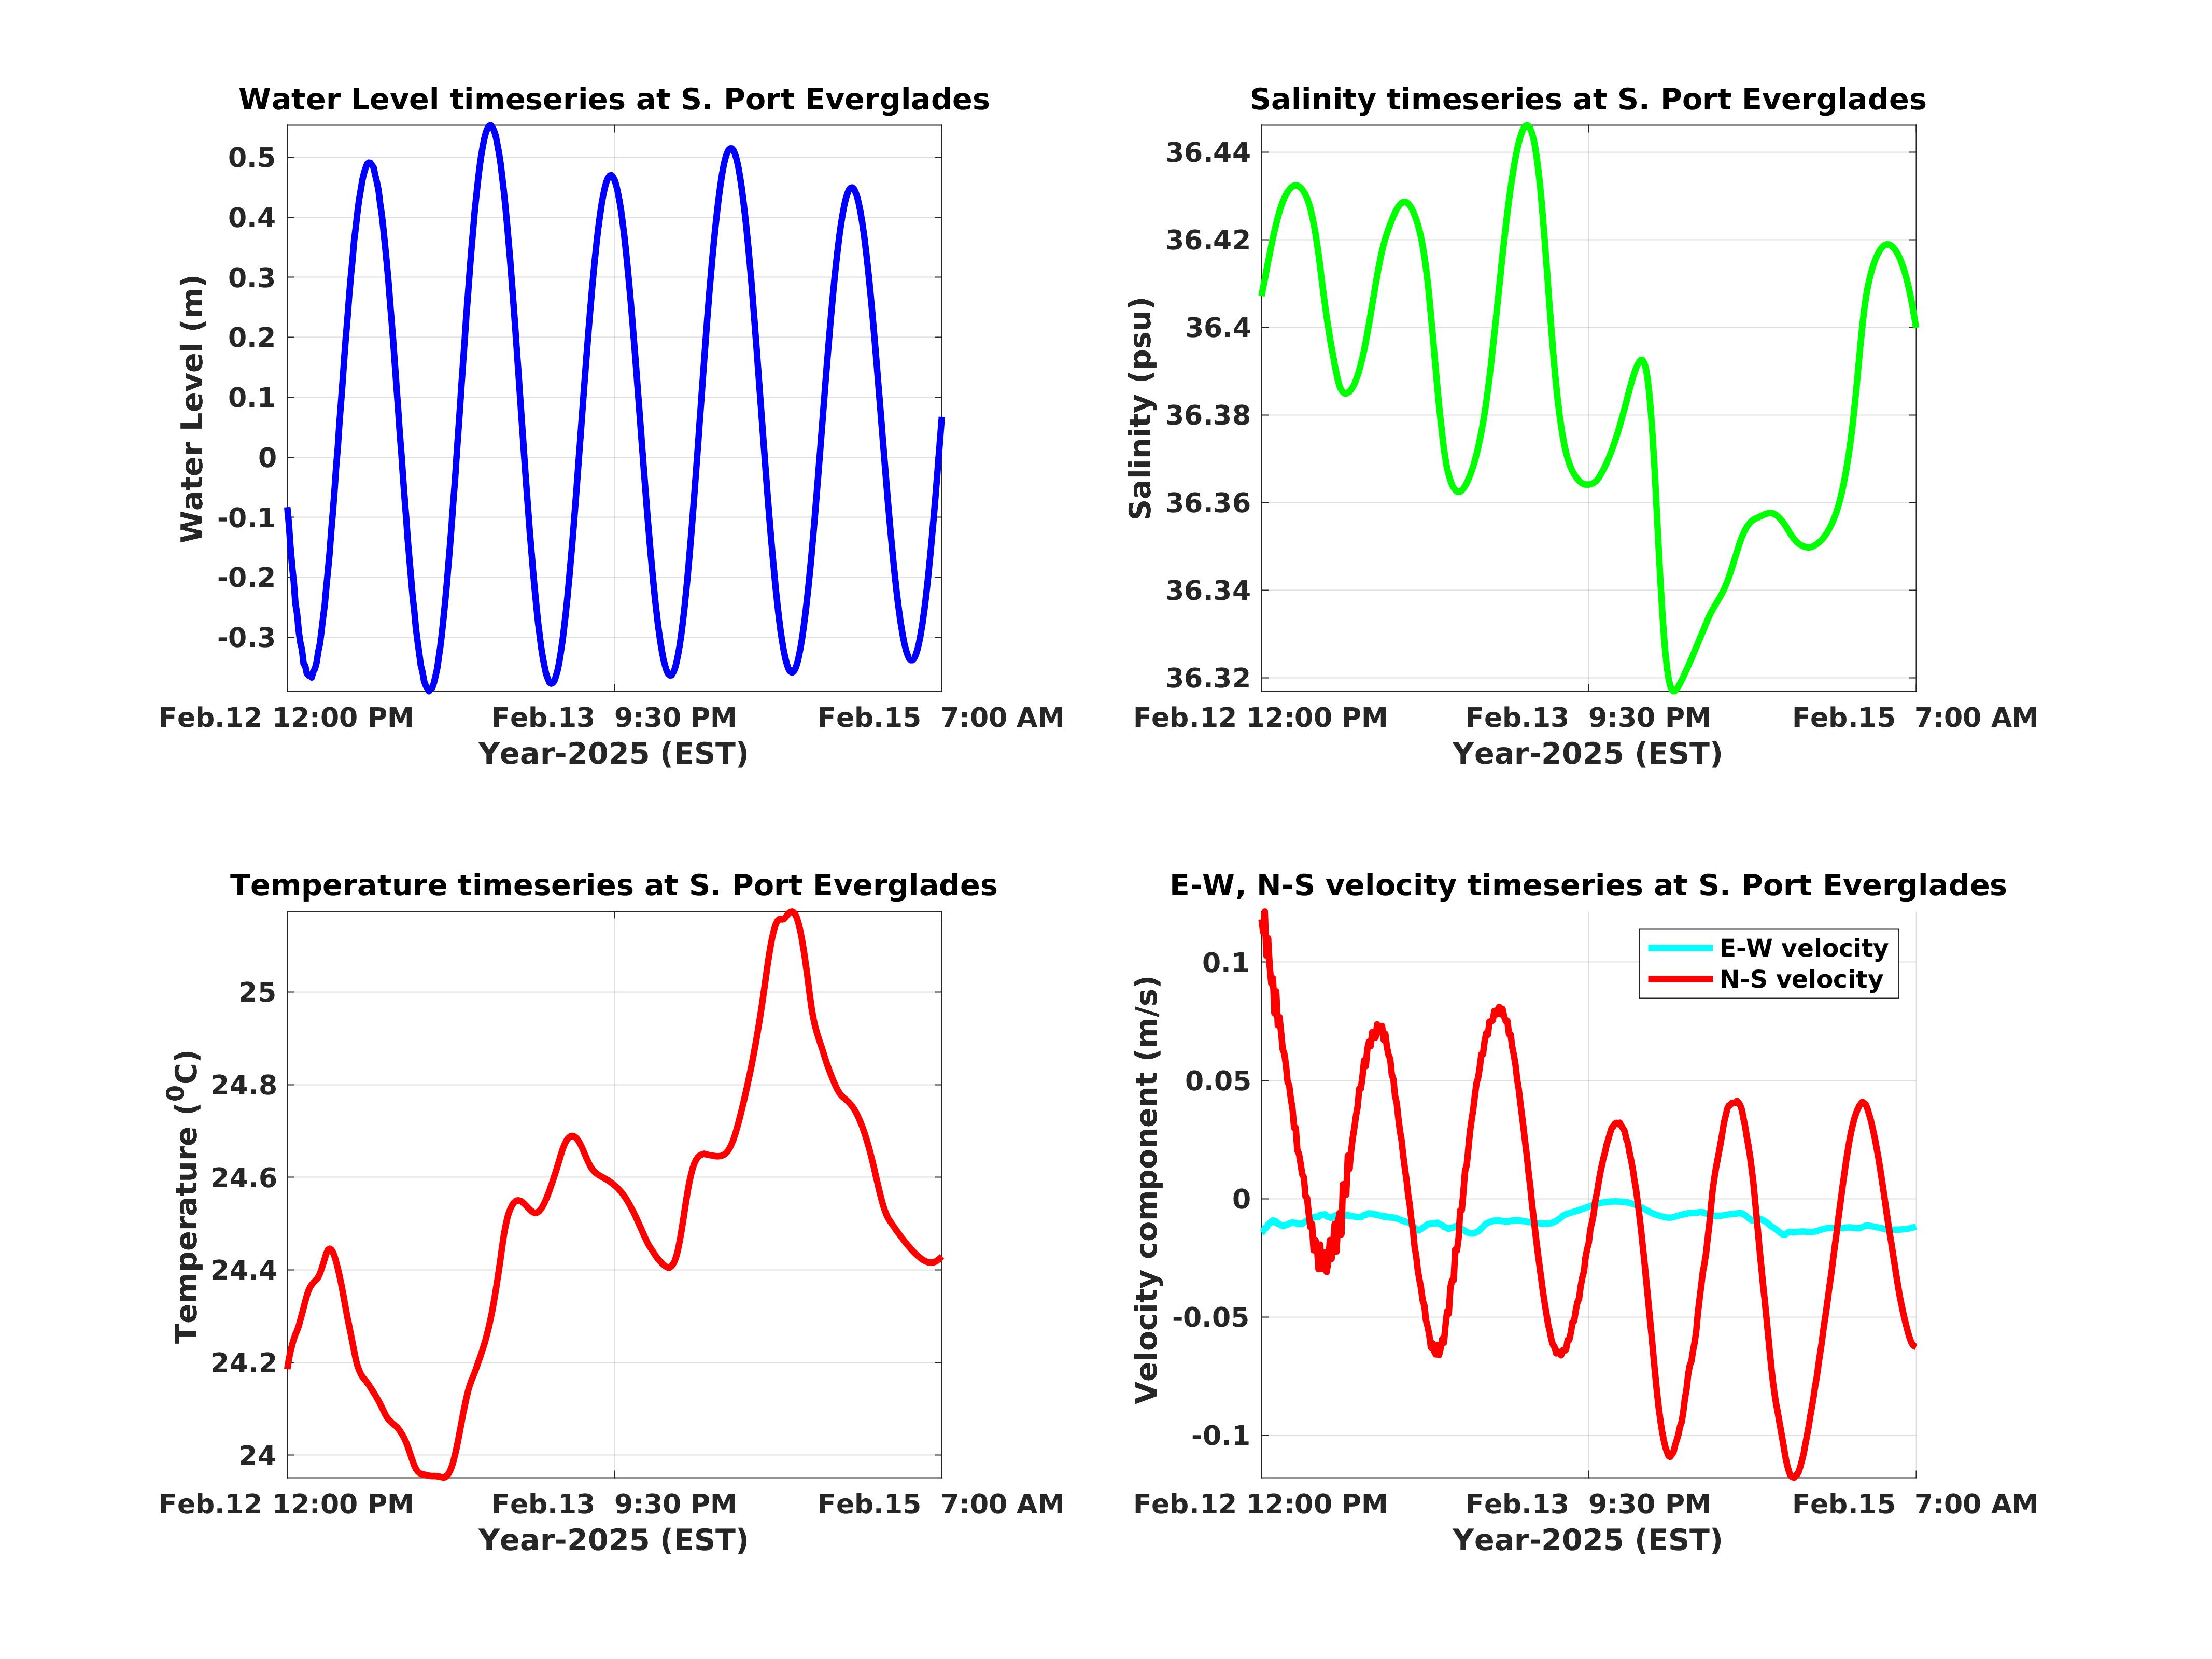 Water Level timeseries at S. Port Everglades
Water Level (m)
0.5
0.4
0.3
0.2
0.1
0
-0.1
-0.2
-0.3
Feb.12 12:00 PM
Feb.13 9:30 PM
Feb.15 7:00 AM
Year-2025 (EST)
Salinity timeseries at S. Port Everglades
Salinity (psu)
36.44
36.42
36.4
36.38
36.36
36.34
36.32
Feb.12 12:00 PM
Feb.13 9:30 PM
Feb.15 7:00 AM
Year-2025 (EST)
Temperature timeseries at S. Port Everglades
Temperature (⁰C)
25
24.8
24.6
24.4
24.2
24
Feb.12 12:00 PM
Feb.13 9:30 PM
Feb.15 7:00 AM
Year-2025 (EST)
E-W, N-S velocity timeseries at S. Port Everglades
Velocity component (m/s)
E-W velocity
N-S velocity
0.1
0.05
0
-0.05
-0.1
Feb.12 12:00 PM
Feb.13 9:30 PM
Feb.15 7:00 AM
Year-2025 (EST)